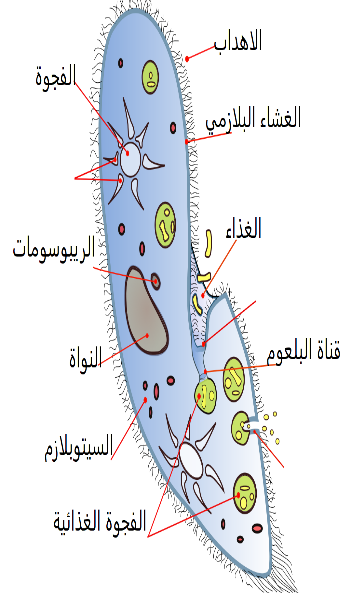 الاهداب
الفجوة
الغشاء البلازمي
الغذاء
الريبوسومات
قناة البلعوم
النواة
السيتوبلازم
الفجوة الغذائية